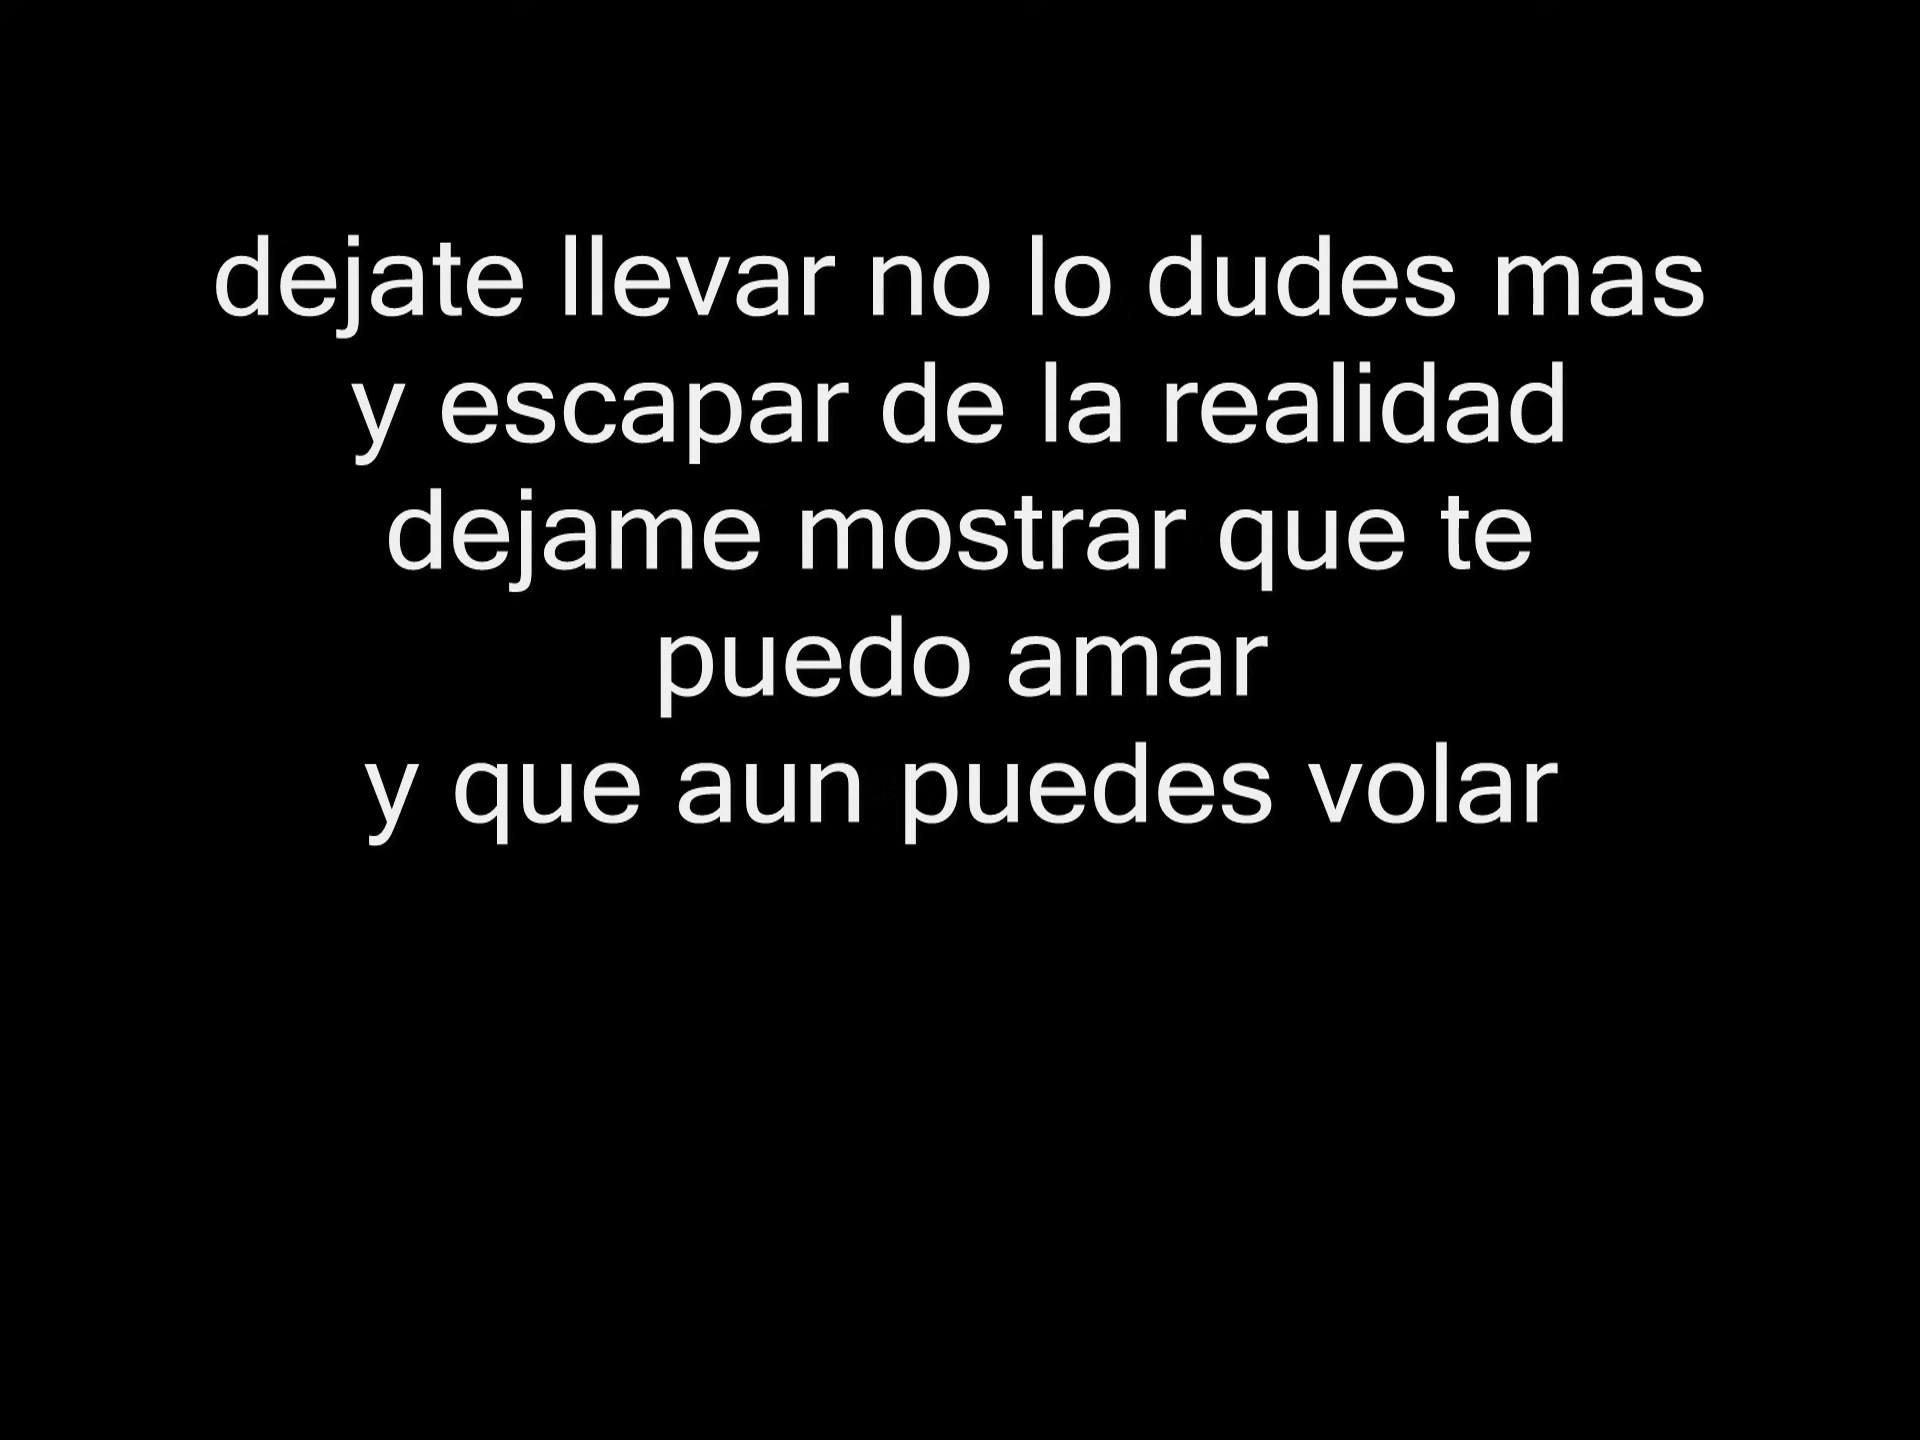 dejate llevar no lo dudes mas
y escapar de la realidad
dejame mostrar que te
puedo amar
y que aun puedes volar